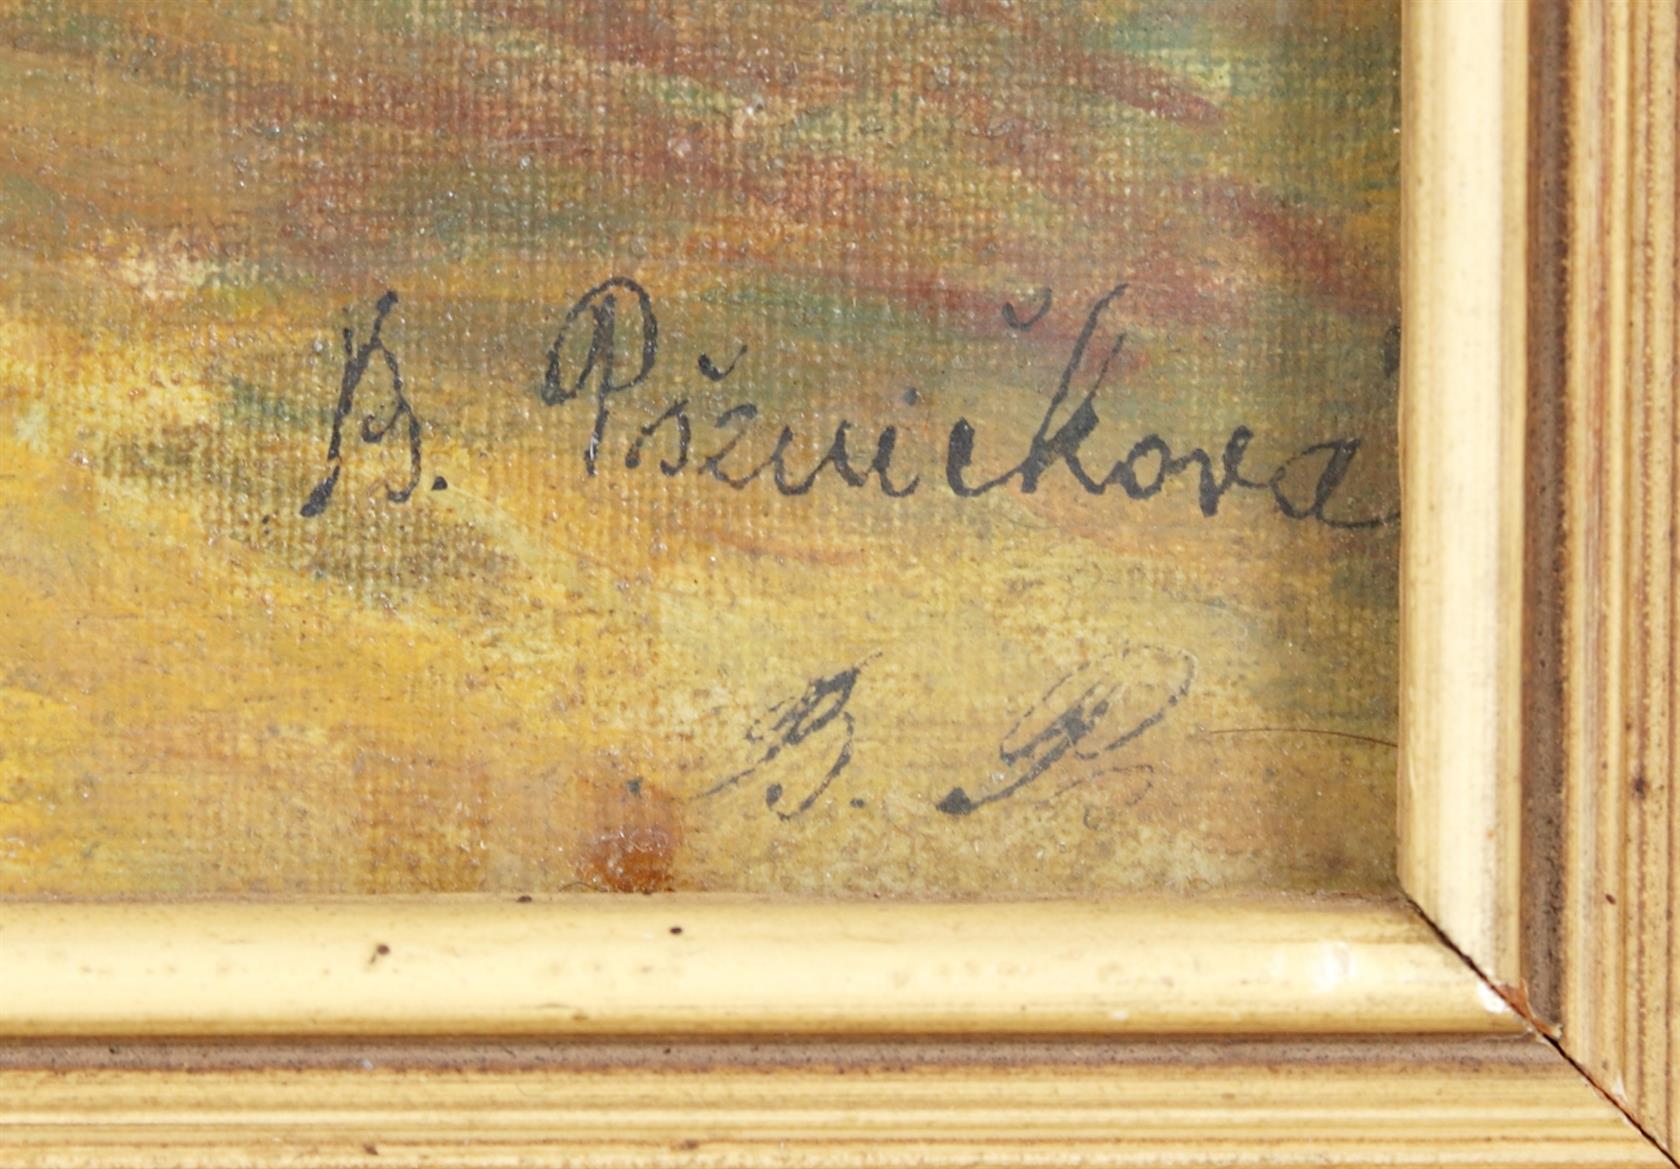 B. Pšeničková
B. P.